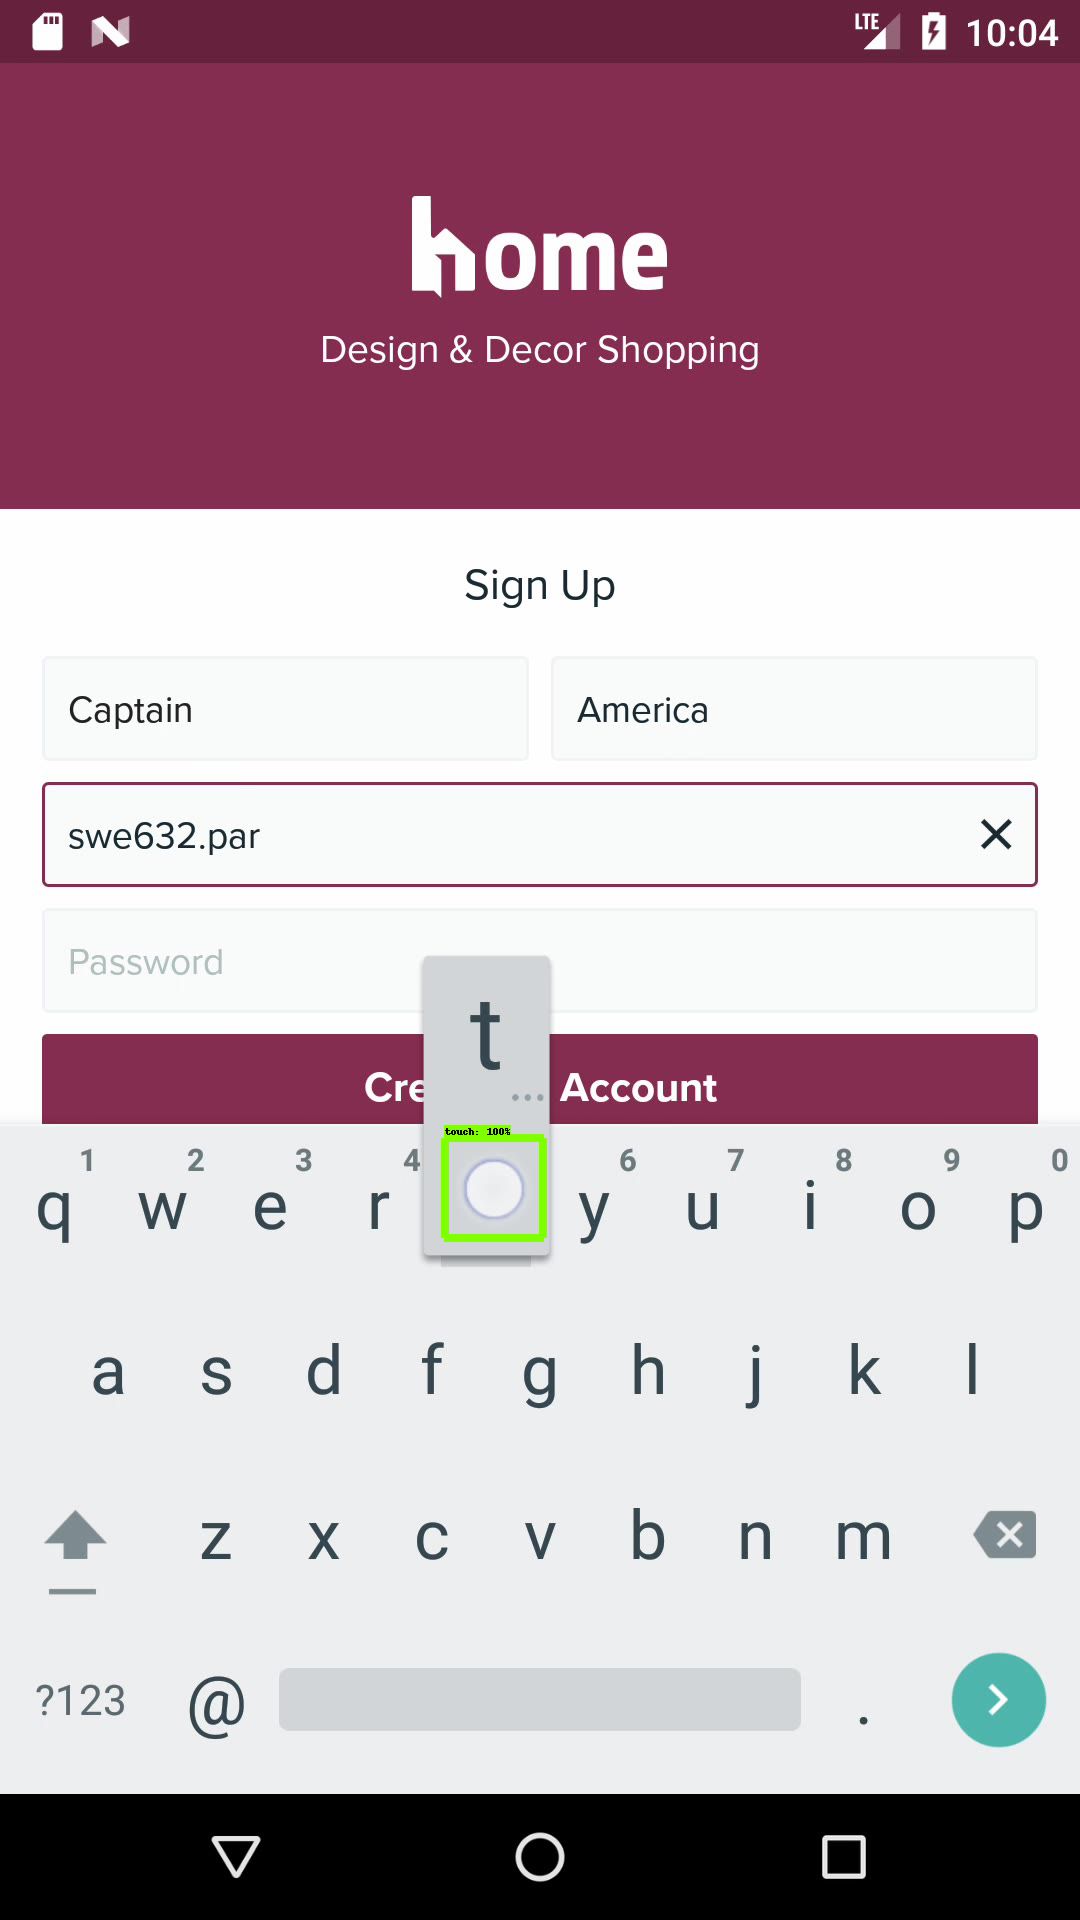 LTE 10:04
home
Design & Decor Shopping
Sign Up
Captain America
swe632.par
Password
t
...
Cre Account
touch: 100%
1 2 3 4 6 7 8 9 0
q w e r y u i o p
a s d f g h j k l
z x c v b n m
?123 @ .